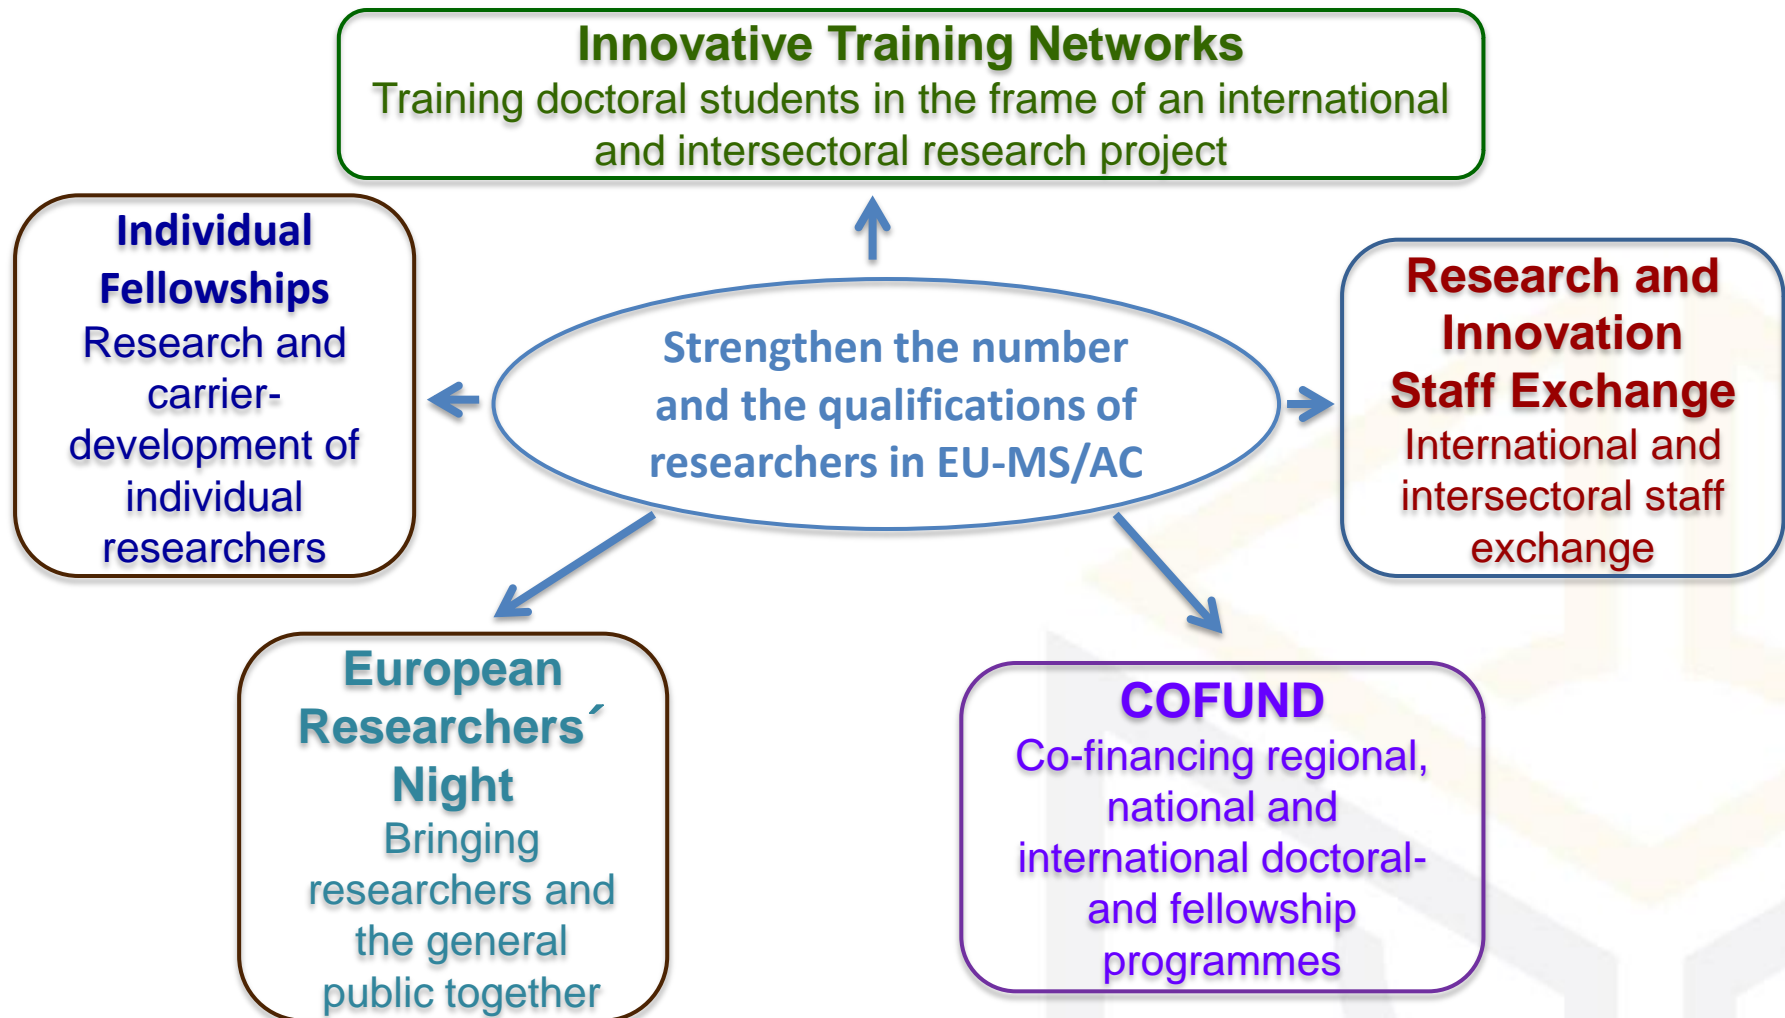 Innovative Training Networks
Training doctoral students in the frame of an international
and intersectoral research project
Individual
Fellowships
Research and
carrier-
development of
individual
researchers
Strengthen the number
and the qualifications of
researchers in EU-MS/AC
Research and
Innovation
Staff Exchange
International and
intersectoral staff
exchange
European
Researchers´
Night
Bringing
researchers and
the general
public together
COFUND
Co-financing regional,
national and
international doctoral-
and fellowship
programmes